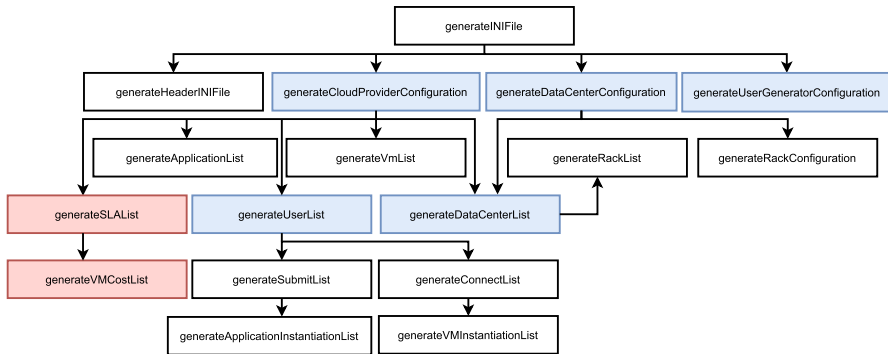 generateINIFile
generateHeaderINIFile
generateCloudProviderConfiguration
generateDataCenterConfiguration
generateUserGeneratorConfiguration
generateApplicationList
generateVmList
generateRackList
generateRackConfiguration
generateSLAList
generateUserList
generateDataCenterList
generateVMCostList
generateSubmitList
generateConnectList
generateApplicationInstantiationList
generateVMInstantiationList